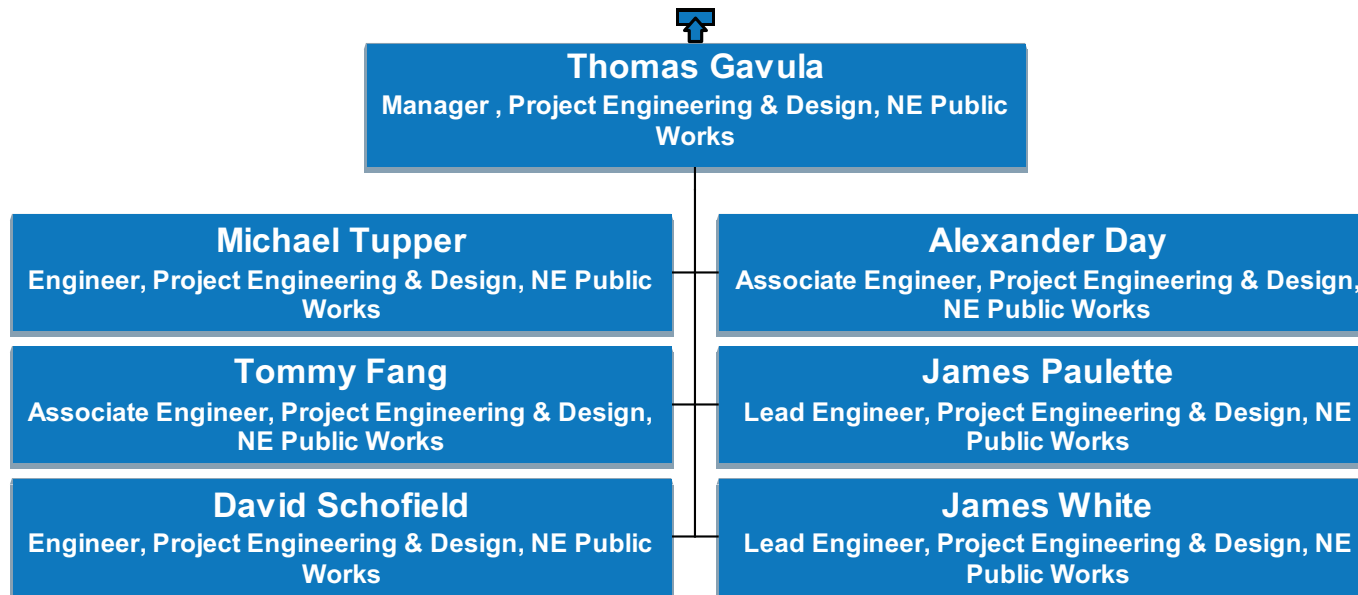 Thomas Gavula
Manager , Project Engineering & Design, NE Public
Works
Michael Tupper
Engineer, Project Engineering & Design, NE Public
Works
Alexander Day
Associate Engineer, Project Engineering & Design,
NE Public Works
Tommy Fang
Associate Engineer, Project Engineering & Design,
NE Public Works
James Paulette
Lead Engineer, Project Engineering & Design, NE
Public Works
David Schofield
Engineer, Project Engineering & Design, NE Public
Works
James White
Lead Engineer, Project Engineering & Design, NE
Public Works